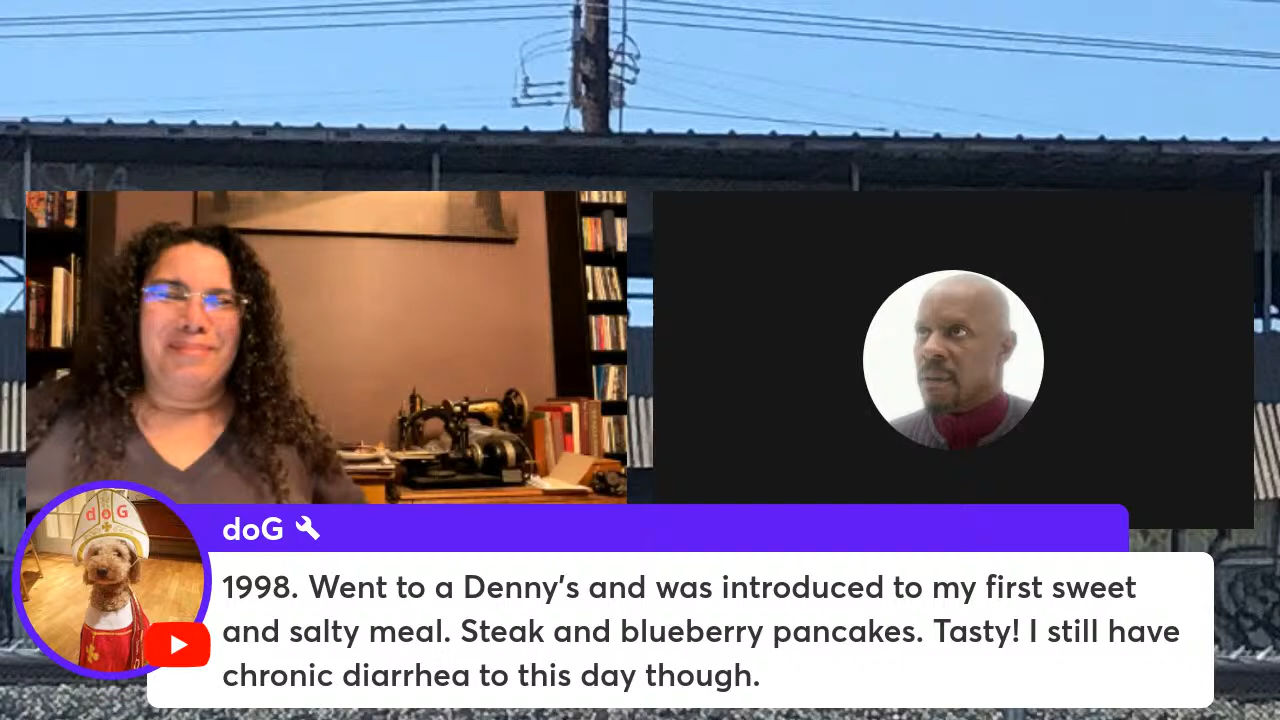 doG
doG
1998. Went to a Denny's and was introduced to my first sweet
and salty meal. Steak and blueberry pancakes. Tasty! I still have
chronic diarrhea to this day though.